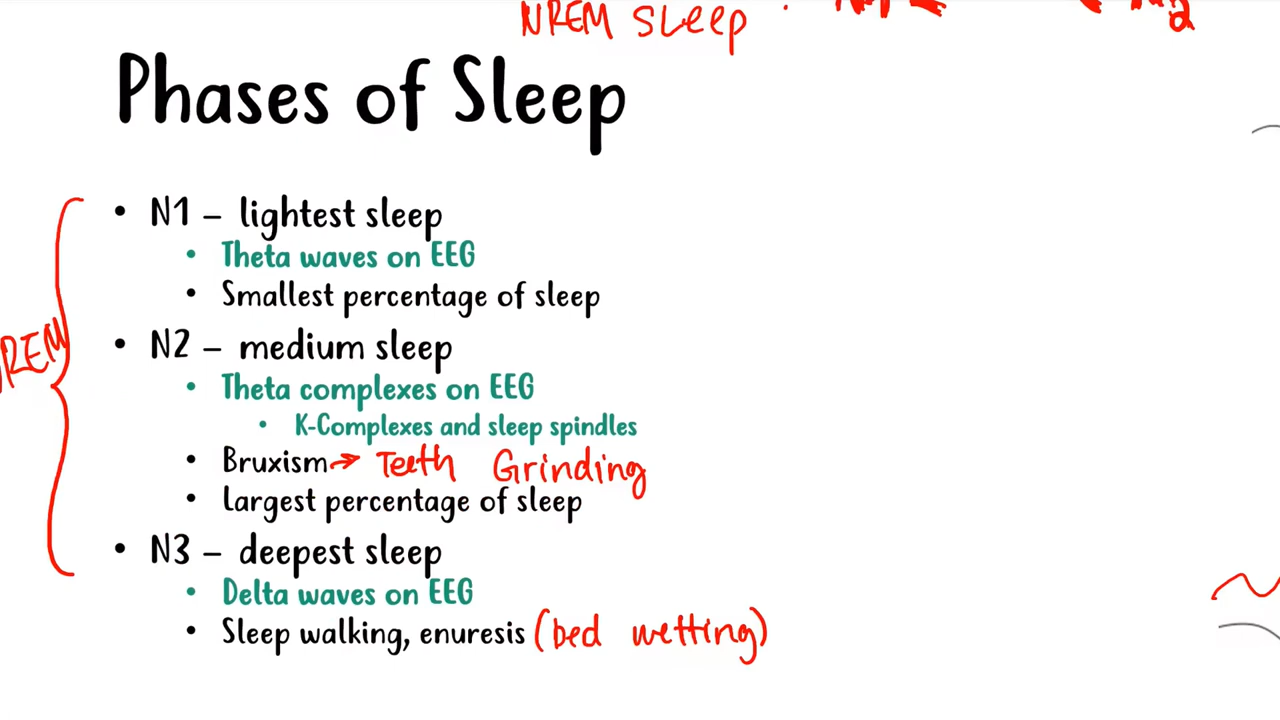 NREM Sleep
Phases of Sleep
• N1 – lightest sleep
• Theta waves on EEG
• Smallest percentage of sleep
• N2 – medium sleep
• Theta complexes on EEG
• K-Complexes and sleep spindles
• Bruxism → Teeth Grinding
• Largest percentage of sleep
• N3 – deepest sleep
• Delta waves on EEG
• Sleep walking, enuresis (bed wetting)